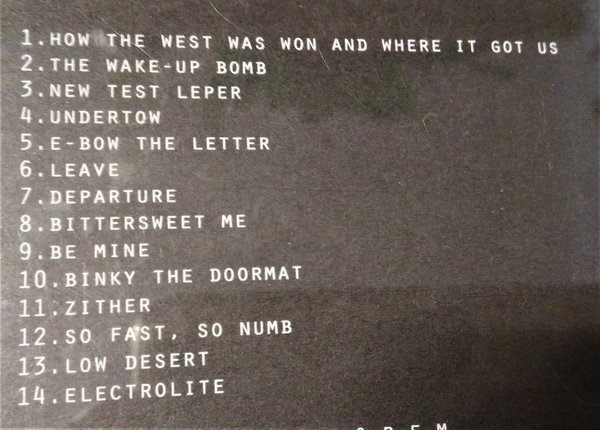 1.HOW THE WEST WAS WON AND WHERE IT GOT US
2.THE WAKE-UP BOMB
3.NEW TEST LEPER
4.UNDERTOW
5.E-BOW THE LETTER
6.LEAVE
7.DEPARTURE
8.BITTERSWEET ME
9.BE MINE
10.BINKY THE DOORMAT
11.ZITHER
12.SO FAST, SO NUMB
13.LOW DESERT
14.ELECTROLITE